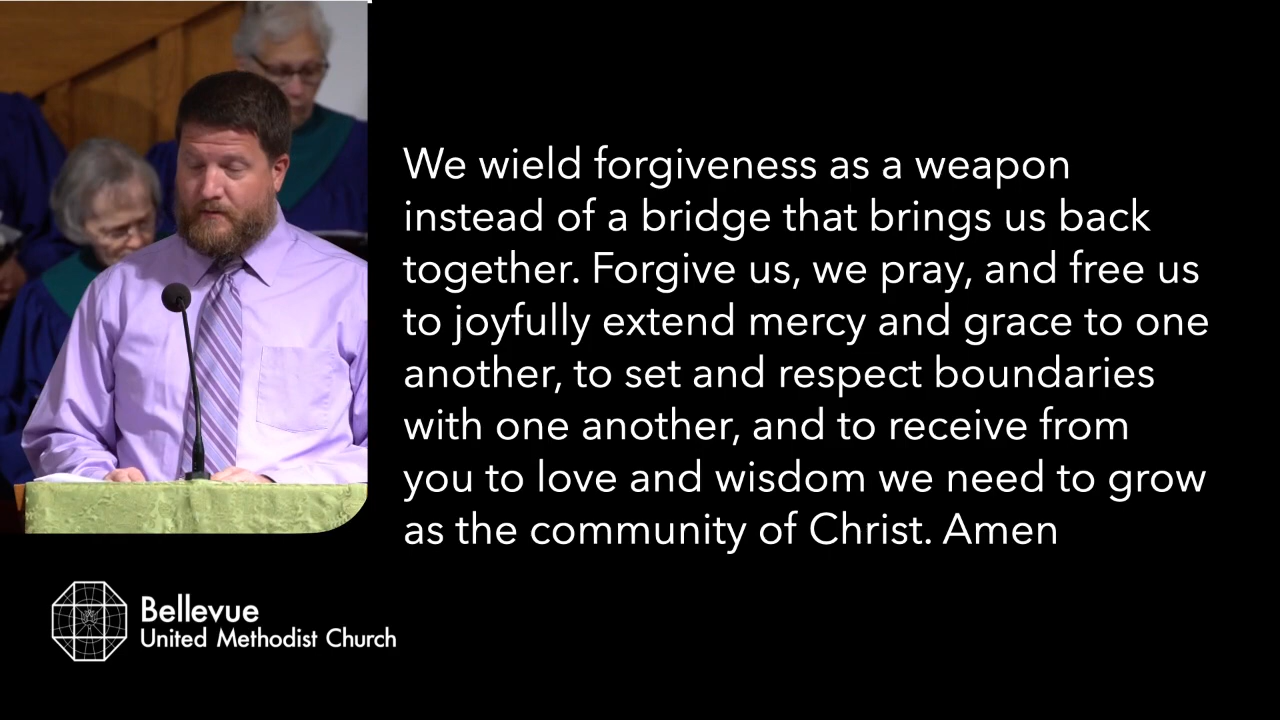 We wield forgiveness as a weapon
instead of a bridge that brings us back
together. Forgive us, we pray, and free us
to joyfully extend mercy and grace to one
another, to set and respect boundaries
with one another, and to receive from
you to love and wisdom we need to grow
as the community of Christ. Amen
Bellevue
United Methodist Church